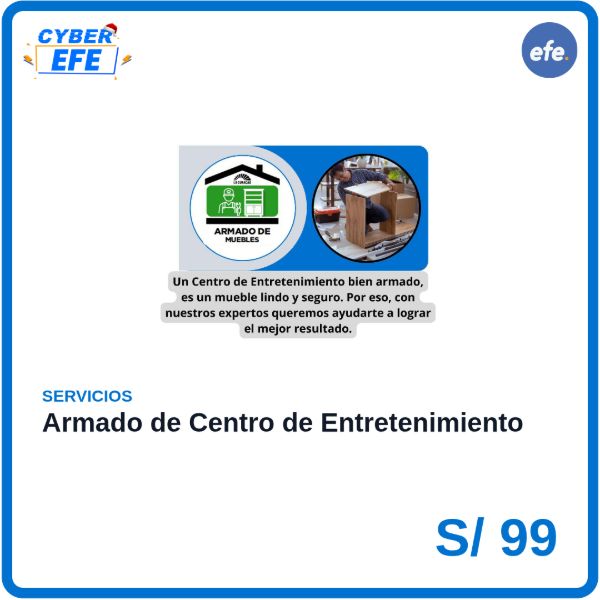 CYBER
EFE
efe.
ARMADO DE
MUEBLES
Un Centro de Entretenimiento bien armado,
es un mueble lindo y seguro. Por eso, con
nuestros expertos queremos ayudarte a lograr
el mejor resultado.
SERVICIOS
Armado de Centro de Entretenimiento
S/ 99